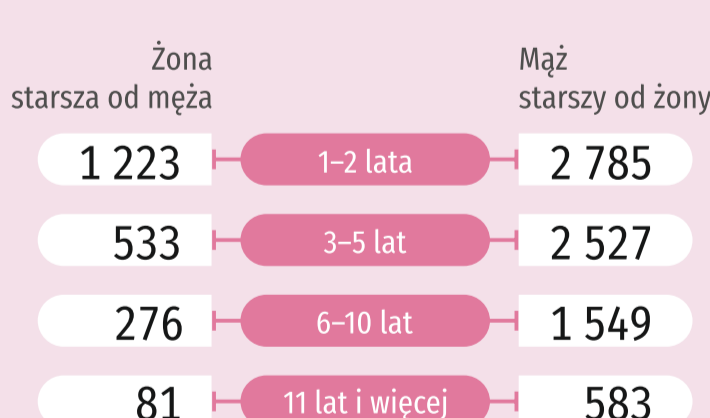 Żona
starsza od męża
Mąż
starszy od żony
1 223 1–2 lata 2 785
533 3–5 lat 2 527
276 6–10 lat 1 549
81 11 lat i więcej 583